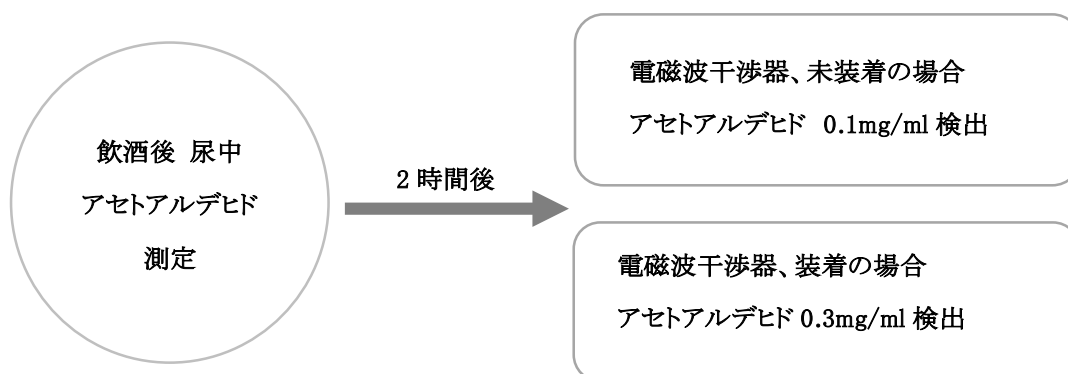 飲酒後 尿中
アセトアルデヒド
測定
2時間後
電磁波干渉器、未装着の場合
アセトアルデヒド 0.1mg/ml 検出
電磁波干渉器、装着の場合
アセトアルデヒド 0.3mg/ml 検出